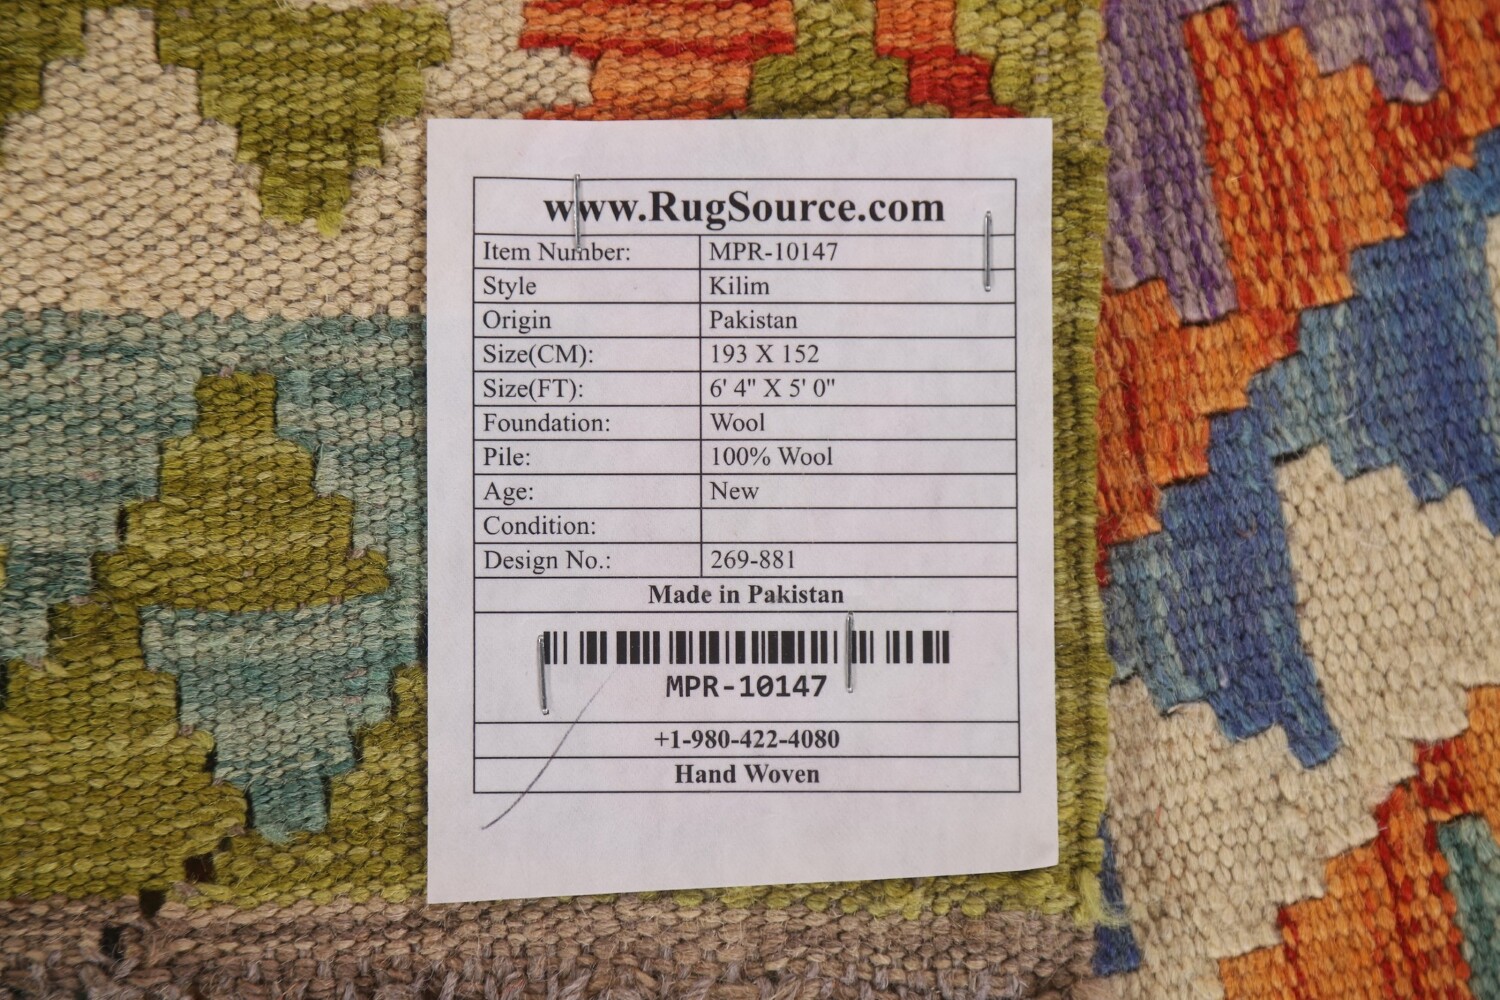 www.RugSource.com
Item Number: MPR-10147
Style Kilim
Origin Pakistan
Size(CM): 193 X 152
Size(FT): 6' 4" X 5' 0"
Foundation: Wool
Pile: 100% Wool
Age: New
Condition:
Design No.: 269-881
Made in Pakistan
MPR-10147
+1-980-422-4080
Hand Woven